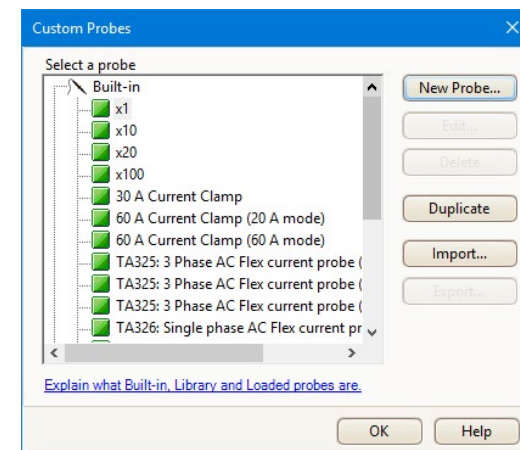 Custom Probes
Select a probe
Built-in
x1
x10
x20
x100
30 A Current Clamp
60 A Current Clamp (20 A mode)
60 A Current Clamp (60 A mode)
TA325: 3 Phase AC Flex current probe (
TA325: 3 Phase AC Flex current probe (
TA325: 3 Phase AC Flex current probe (
TA326: Single phase AC Flex current pr
New Probe...
Edit...
Delete
Duplicate
Import...
Export...
Explain what Built-in, Library and Loaded probes are.
OK
Help